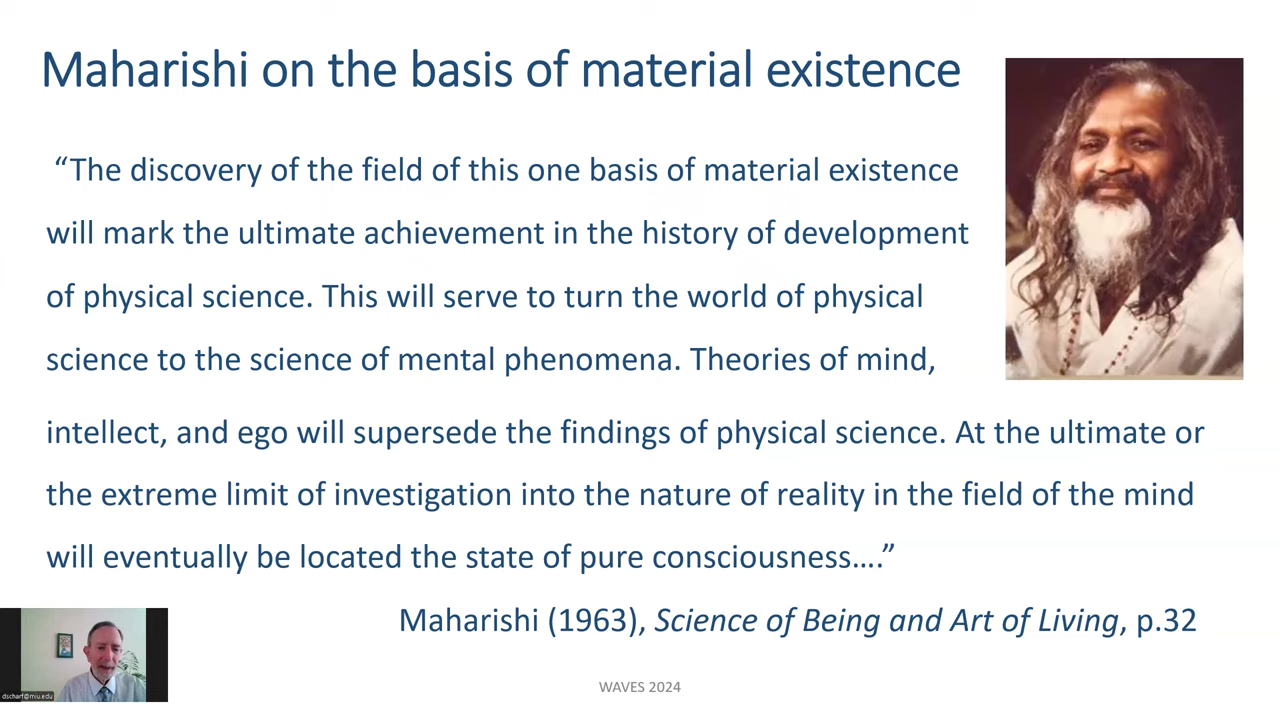 Maharishi on the basis of material existence
“The discovery of the field of this one basis of material existence
will mark the ultimate achievement in the history of development
of physical science. This will serve to turn the world of physical
science to the science of mental phenomena. Theories of mind,
intellect, and ego will supersede the findings of physical science. At the ultimate or
the extreme limit of investigation into the nature of reality in the field of the mind
will eventually be located the state of pure consciousness….”
Maharishi (1963), Science of Being and Art of Living, p.32
dscharf@miu.edu
WAVES 2024